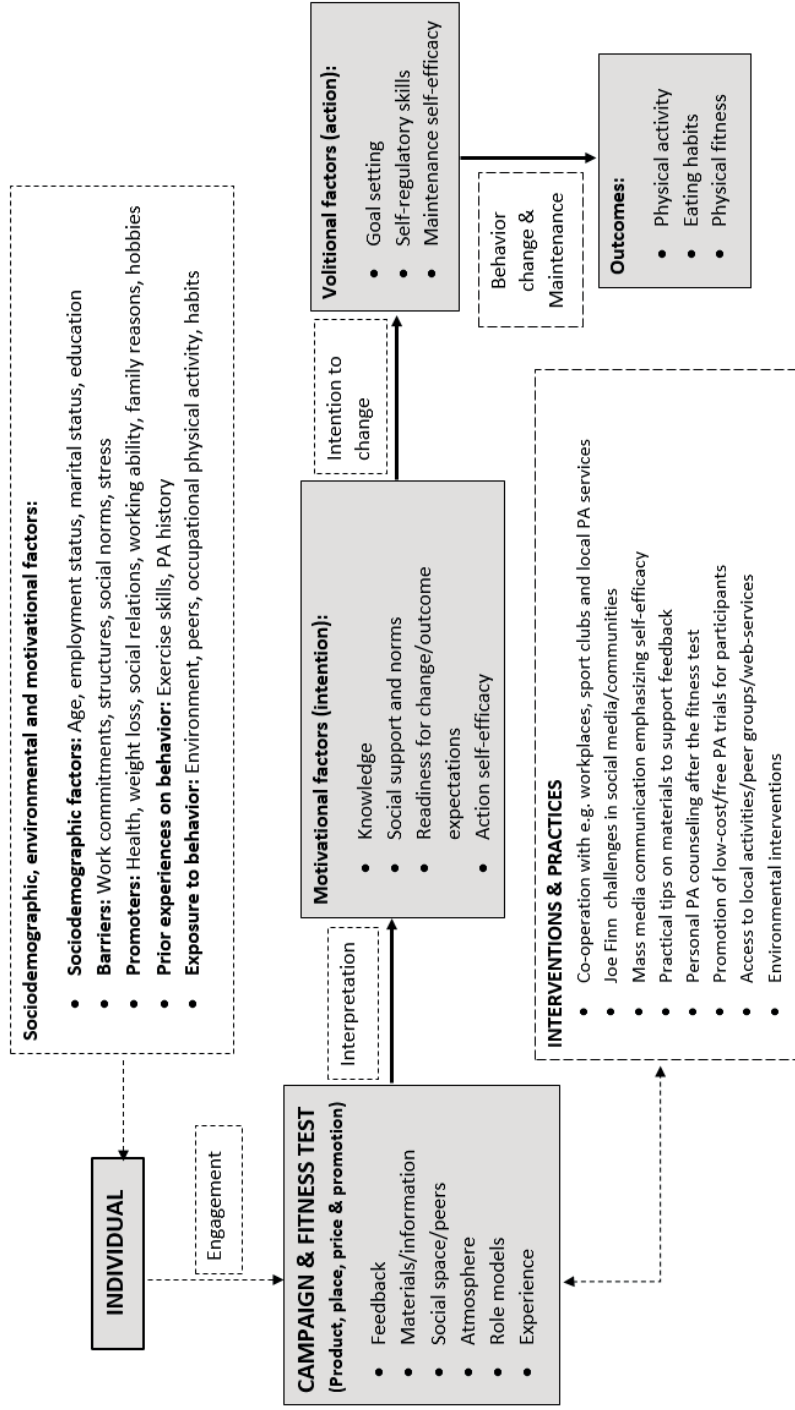 Sociodemographic, environmental and motivational factors:
• Sociodemographic factors: Age, employment status, marital status, education
• Barriers: Work commitments, structures, social norms, stress
• Promoters: Health, weight loss, social relations, working ability, family reasons, hobbies
• Prior experiences on behavior: Exercise skills, PA history
• Exposure to behavior: Environment, peers, occupational physical activity, habits
INDIVIDUAL
Engagement
CAMPAIGN & FITNESS TEST
(Product, place, price & promotion)
• Feedback
• Materials/information
• Social space/peers
• Atmosphere
• Role models
• Experience
Interpretation
Motivational factors (intention):
• Knowledge
• Social support and norms
• Readiness for change/outcome
expectations
• Action self-efficacy
Intention to
change
Volitional factors (action):
• Goal setting
• Self-regulatory skills
• Maintenance self-efficacy
Behavior
change &
Maintenance
Outcomes:
• Physical activity
• Eating habits
• Physical fitness
INTERVENTIONS & PRACTICES
• Co-operation with e.g. workplaces, sport clubs and local PA services
• Joe Finn challenges in social media/communities
• Mass media communication emphasizing self-efficacy
• Practical tips on materials to support feedback
• Personal PA counseling after the fitness test
• Promotion of low-cost/free PA trials for participants
• Access to local activities/peer groups/web-services
• Environmental interventions